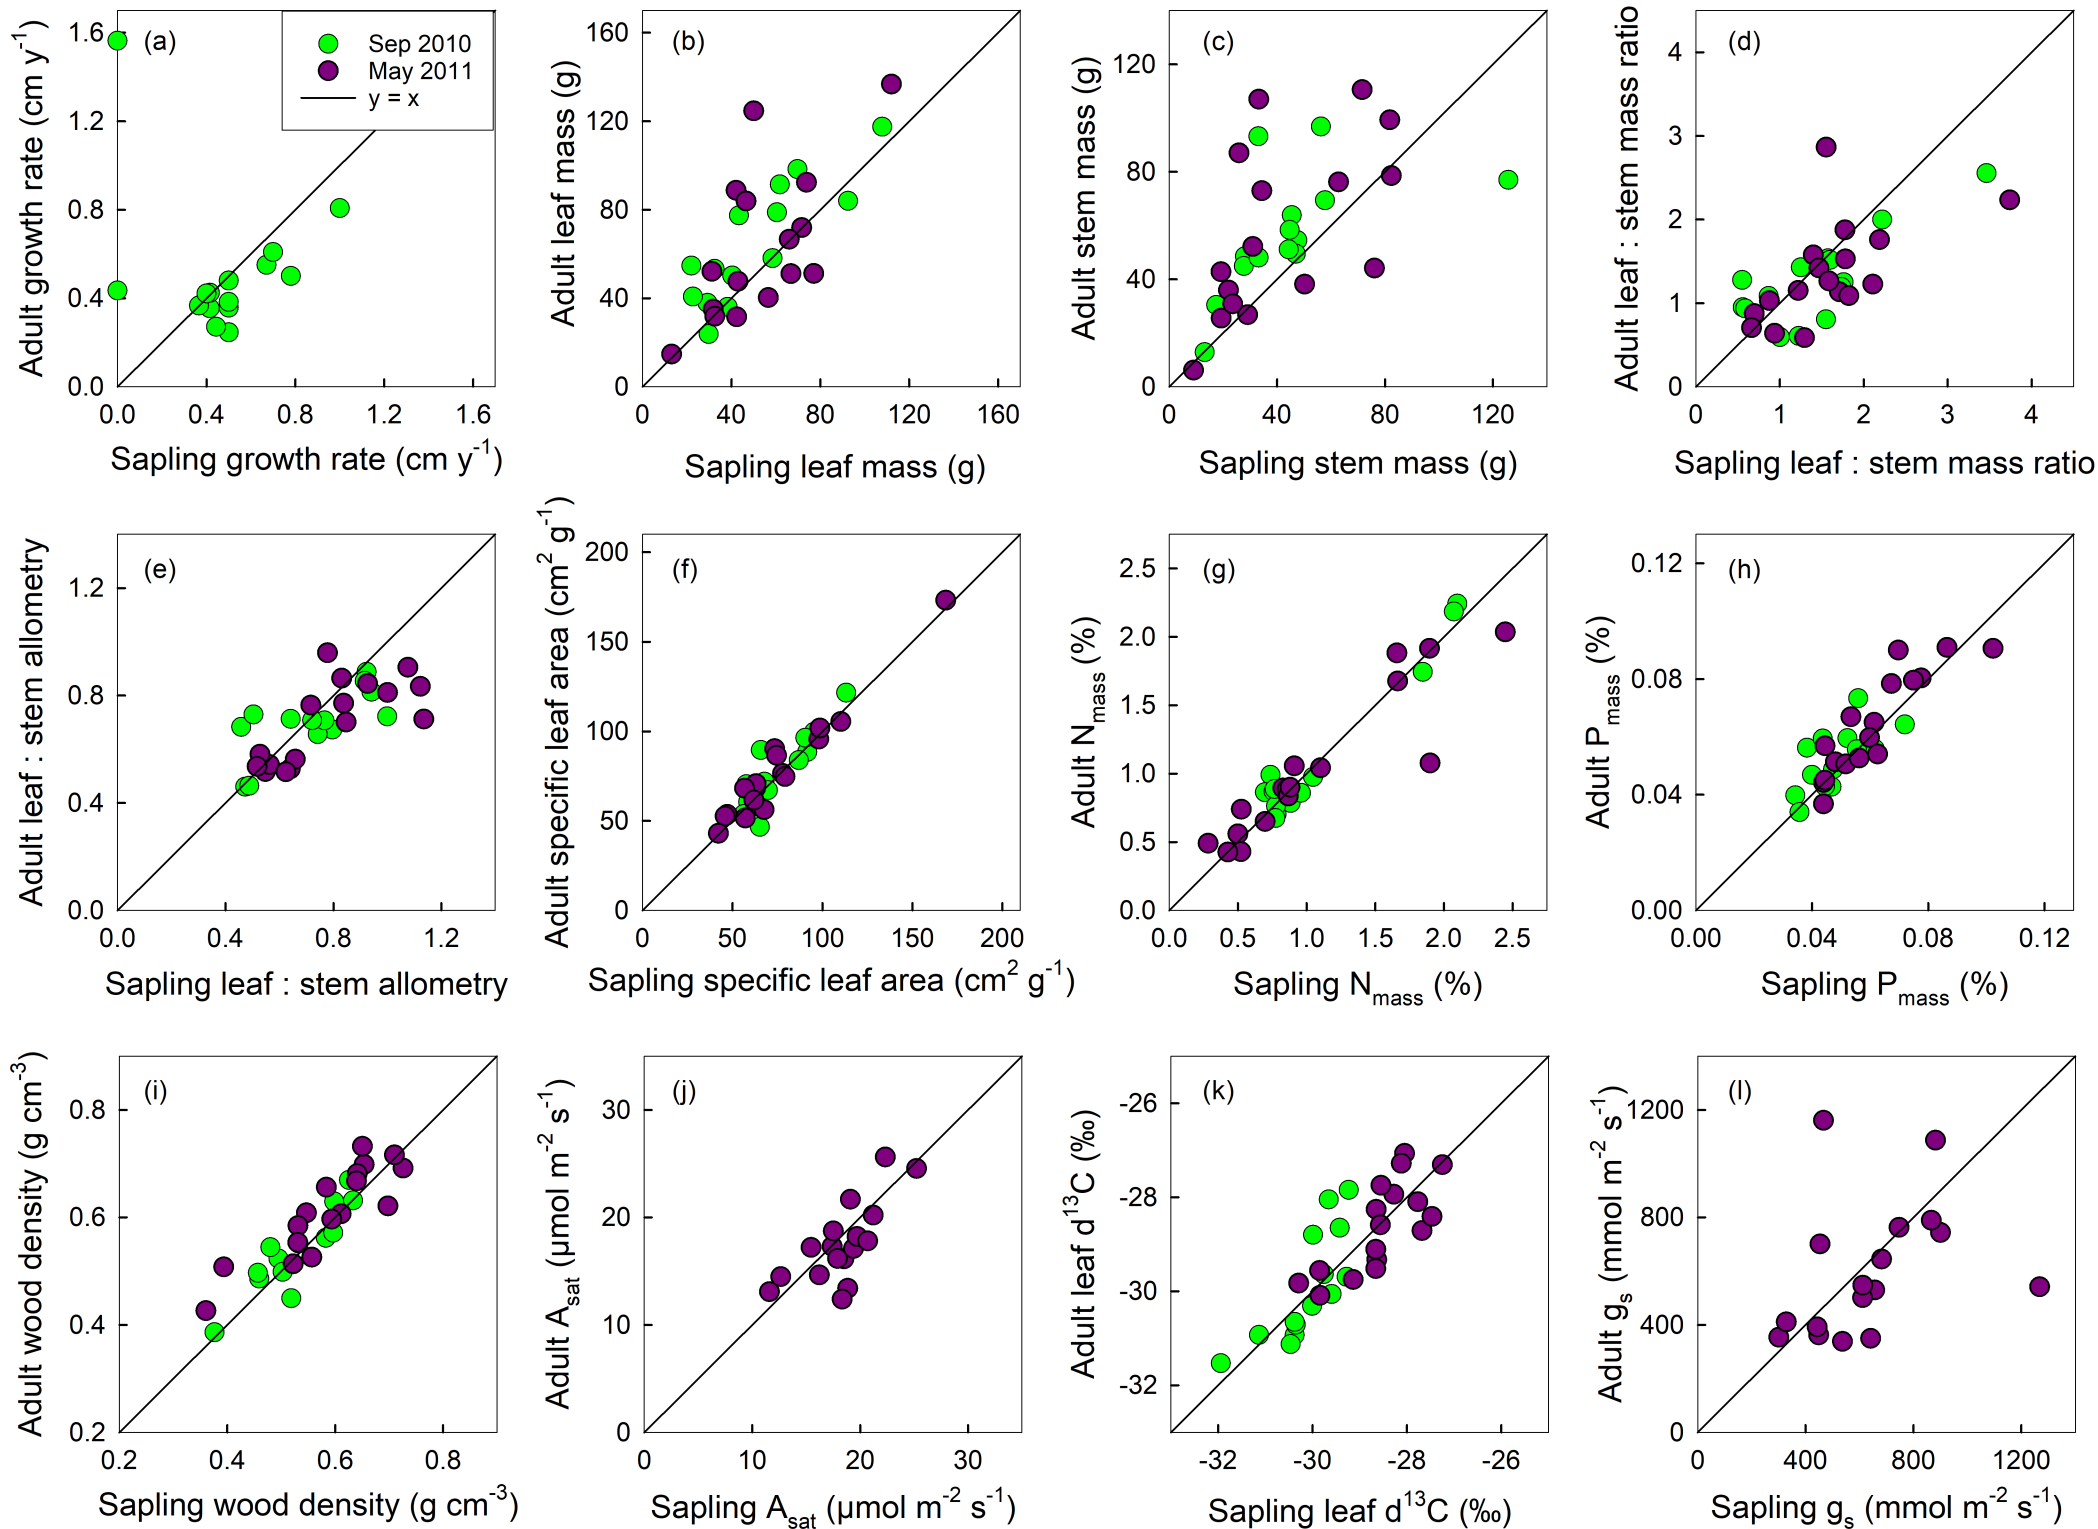 (a)
Sep 2010
May 2011
y = x
Adult growth rate (cm y-1)
1.6
1.2
0.8
0.4
0.0
0.0 0.4 0.8 1.2 1.6
Sapling growth rate (cm y-1)
(b)
Adult leaf mass (g)
160
120
80
40
0
0 40 80 120 160
Sapling leaf mass (g)
(c)
Adult stem mass (g)
120
80
40
0
0 40 80 120
Sapling stem mass (g)
(d)
Adult leaf : stem mass ratio
4
3
2
1
0
0 1 2 3 4
Sapling leaf : stem mass ratio
(e)
Adult leaf : stem allometry
1.2
0.8
0.4
0.0
0.0 0.4 0.8 1.2
Sapling leaf : stem allometry
(f)
Adult specific leaf area (cm2 g-1)
200
150
100
50
0
0 50 100 150 200
Sapling specific leaf area (cm2 g-1)
(g)
Adult Nmass (%)
2.5
2.0
1.5
1.0
0.5
0.0
0.0 0.5 1.0 1.5 2.0 2.5
Sapling Nmass (%)
(h)
Adult Pmass (%)
0.12
0.08
0.04
0.00
0.00 0.04 0.08 0.12
Sapling Pmass (%)
(i)
Adult wood density (g cm-3)
0.8
0.6
0.4
0.2
0.2 0.4 0.6 0.8
Sapling wood density (g cm-3)
(j)
Adult Asat (µmol m-2 s-1)
30
20
10
0
0 10 20 30
Sapling Asat (µmol m-2 s-1)
(k)
Adult leaf d13C (‰)
-26
-28
-30
-32
-32 -30 -28 -26
Sapling leaf d13C (‰)
(l)
Adult gs (mmol m-2 s-1)
1200
800
400
0
0 400 800 1200
Sapling gs (mmol m-2 s-1)